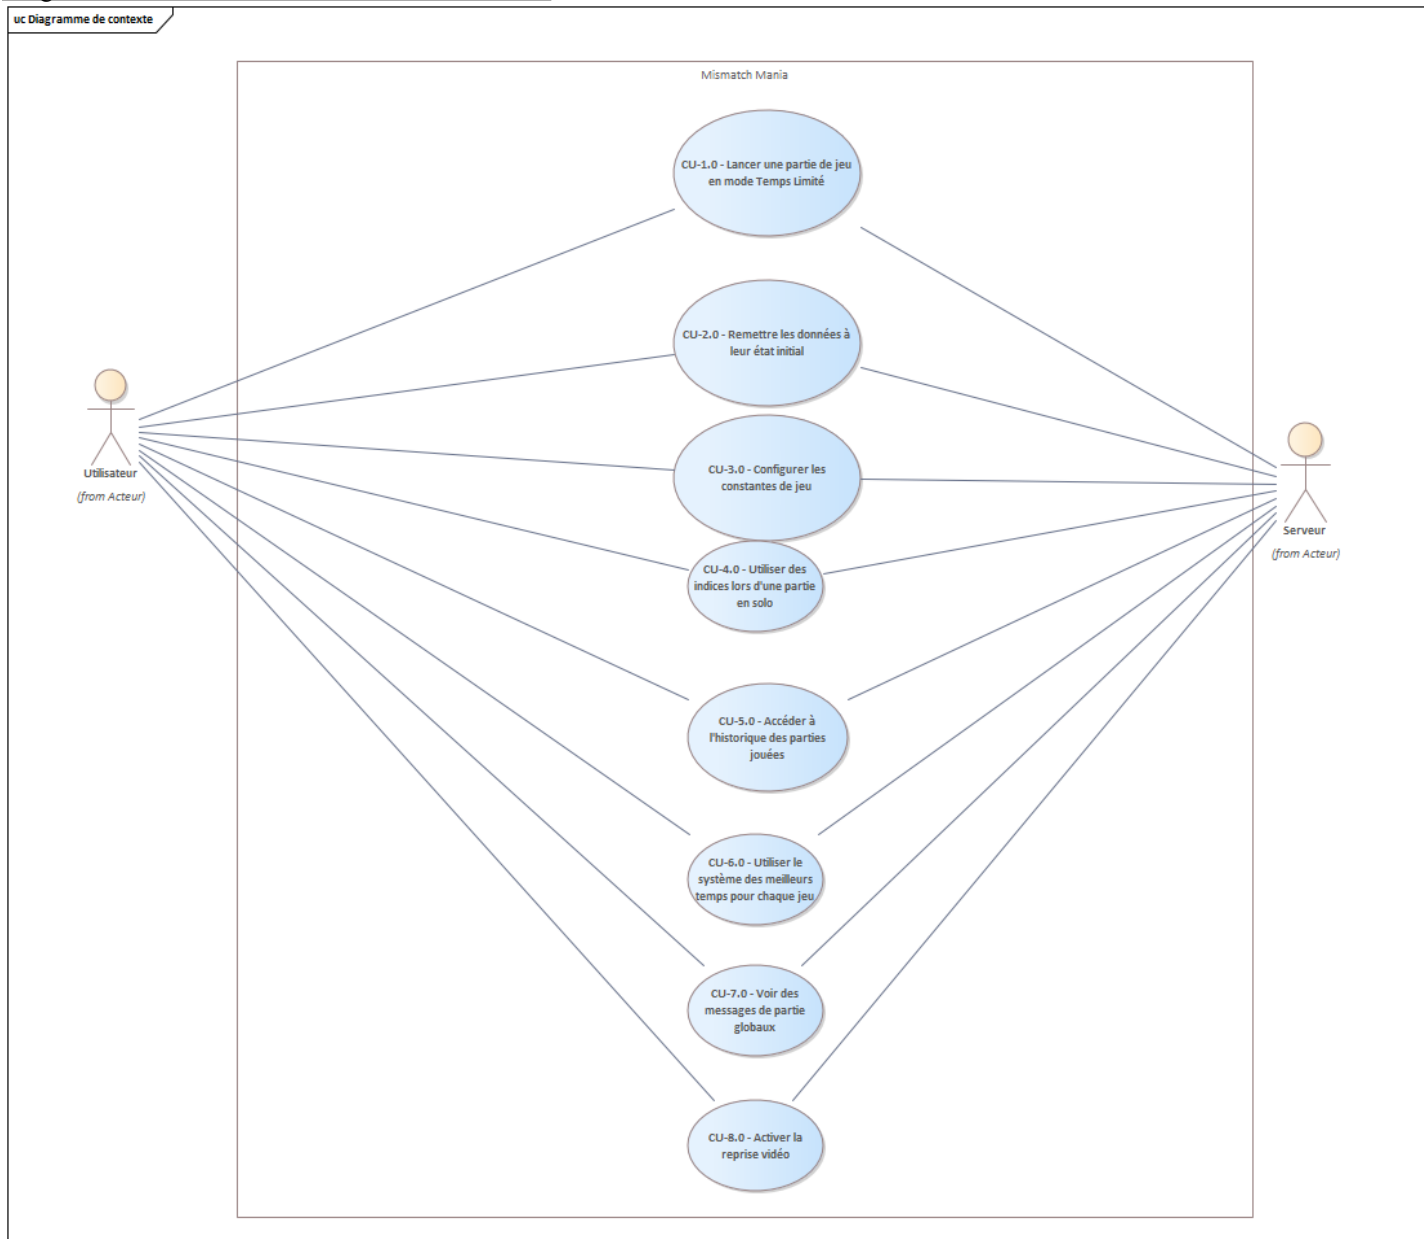 uc Diagramme de contexte
Mismatch Mania
CU-1.0 - Lancer une partie de jeu
en mode Temps Limité
CU-2.0 - Remettre les données à
leur état initial
CU-3.0 - Configurer les
constantes de jeu
Utilisateur
(from Acteur)
Serveur
(from Acteur)
CU-4.0 - Utiliser des
indices lors d'une partie
en solo
CU-5.0 - Accéder à
l'historique des parties
jouées
CU-6.0 - Utiliser le
système des meilleurs
temps pour chaque jeu
CU-7.0 - Voir des
messages de partie
globaux
CU-8.0 - Activer la
reprise vidéo